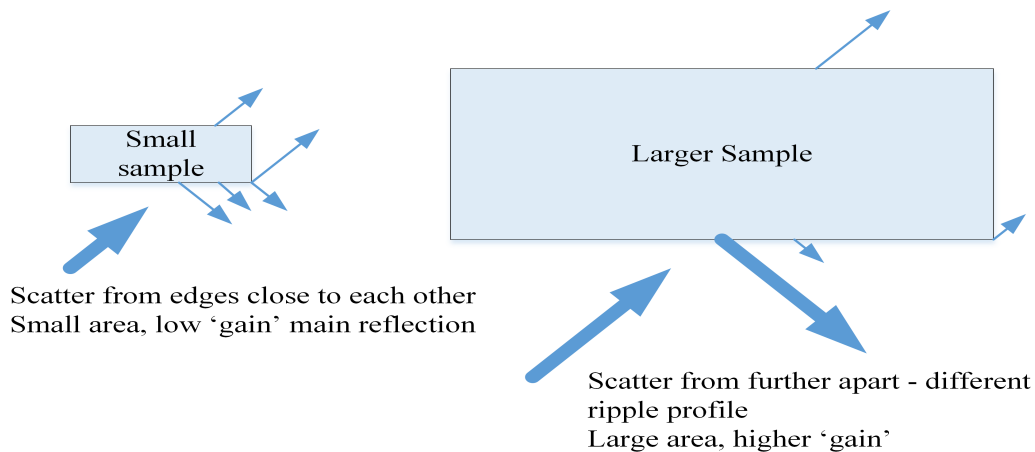 Small
sample
Larger Sample
Scatter from edges close to each other
Small area, low ‘gain’ main reflection
Scatter from further apart - different
ripple profile
Large area, higher ‘gain’